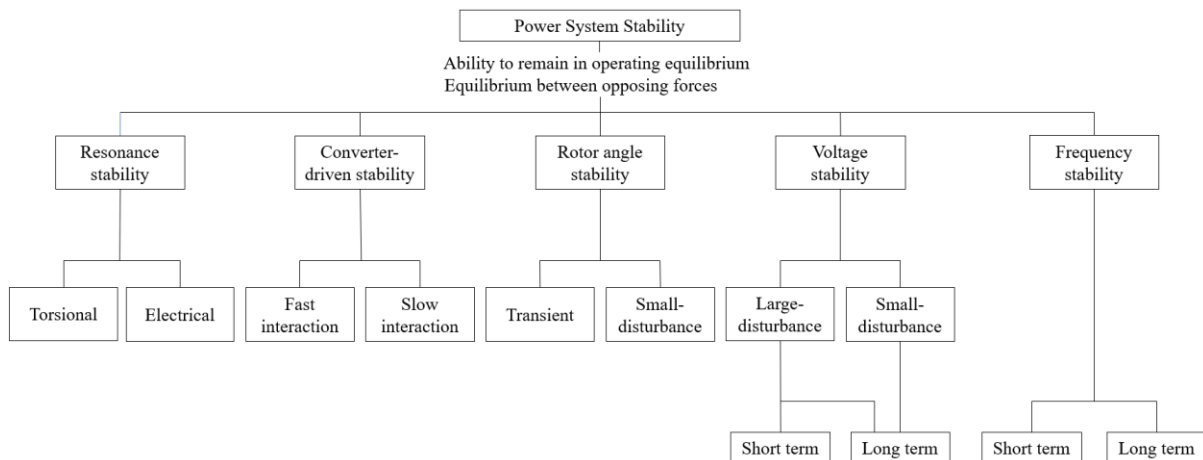 Power System Stability
Ability to remain in operating equilibrium
Equilibrium between opposing forces
Resonance
stability
Converter-
driven stability
Rotor angle
stability
Voltage
stability
Frequency
stability
Torsional
Electrical
Fast
interaction
Slow
interaction
Transient
Small-
disturbance
Large-
disturbance
Small-
disturbance
Short term
Long term
Short term
Long term